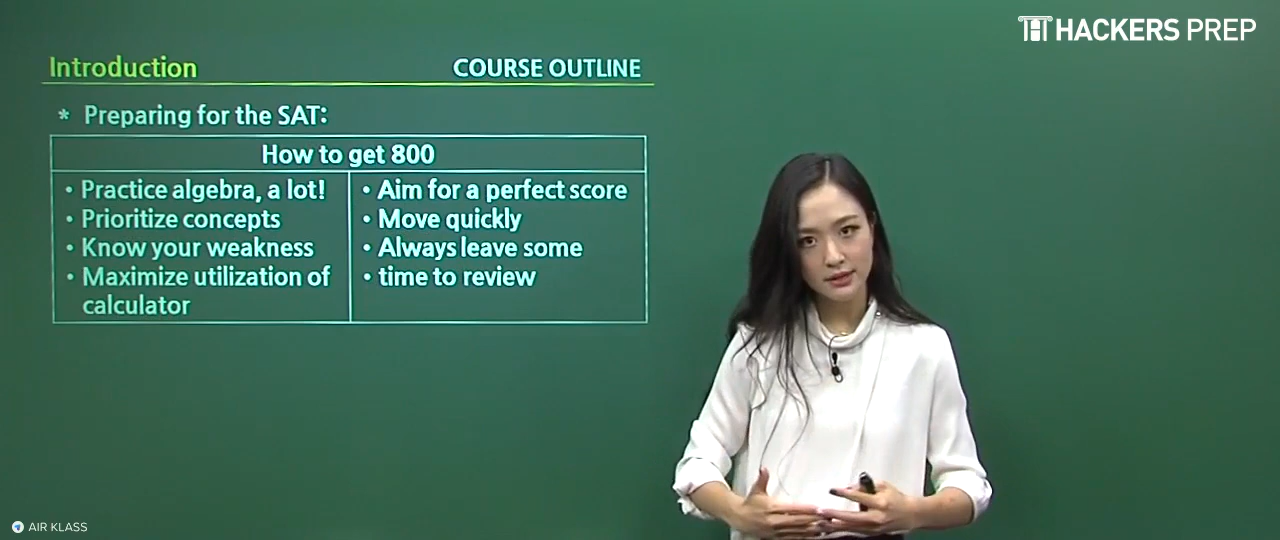 HACKERS PREP
Introduction
COURSE OUTLINE
* Preparing for the SAT:
How to get 800
• Practice algebra, a lot!
• Prioritize concepts
• Know your weakness
• Maximize utilization of
calculator
• Aim for a perfect score
• Move quickly
• Always leave some
• time to review
AIR KLASS